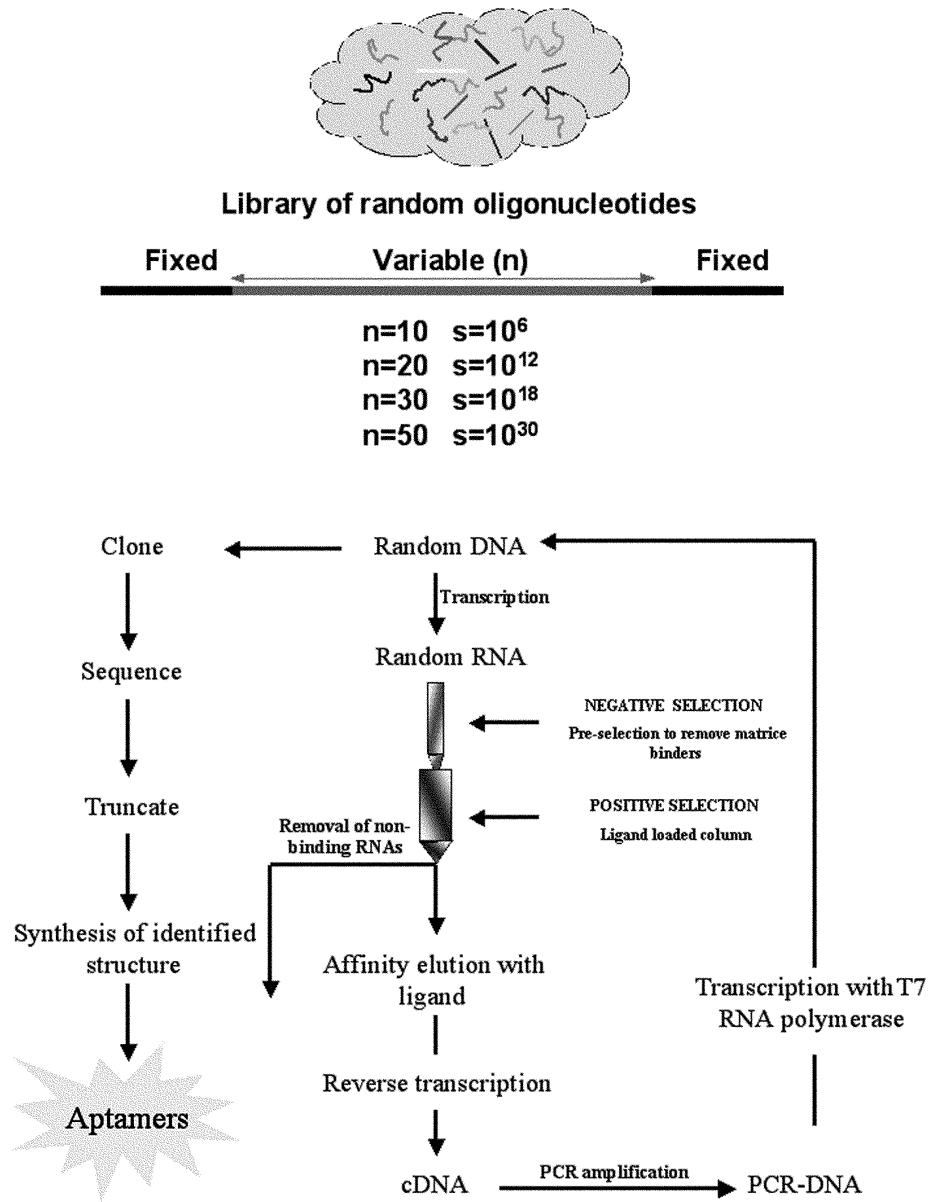 Library of random oligonucleotides
Fixed Variable (n) Fixed
n=10 s=10⁶
n=20 s=10¹²
n=30 s=10¹⁸
n=50 s=10³⁰
Clone Random DNA
Transcription
Random RNA
Sequence
NEGATIVE SELECTION
Pre-selection to remove matrice
binders
Truncate
POSITIVE SELECTION
Ligand loaded column
Removal of non-
binding RNAs
Synthesis of identified
structure
Affinity elution with
ligand
Transcription with T7
RNA polymerase
Reverse transcription
Aptamers
cDNA PCR amplification PCR-DNA